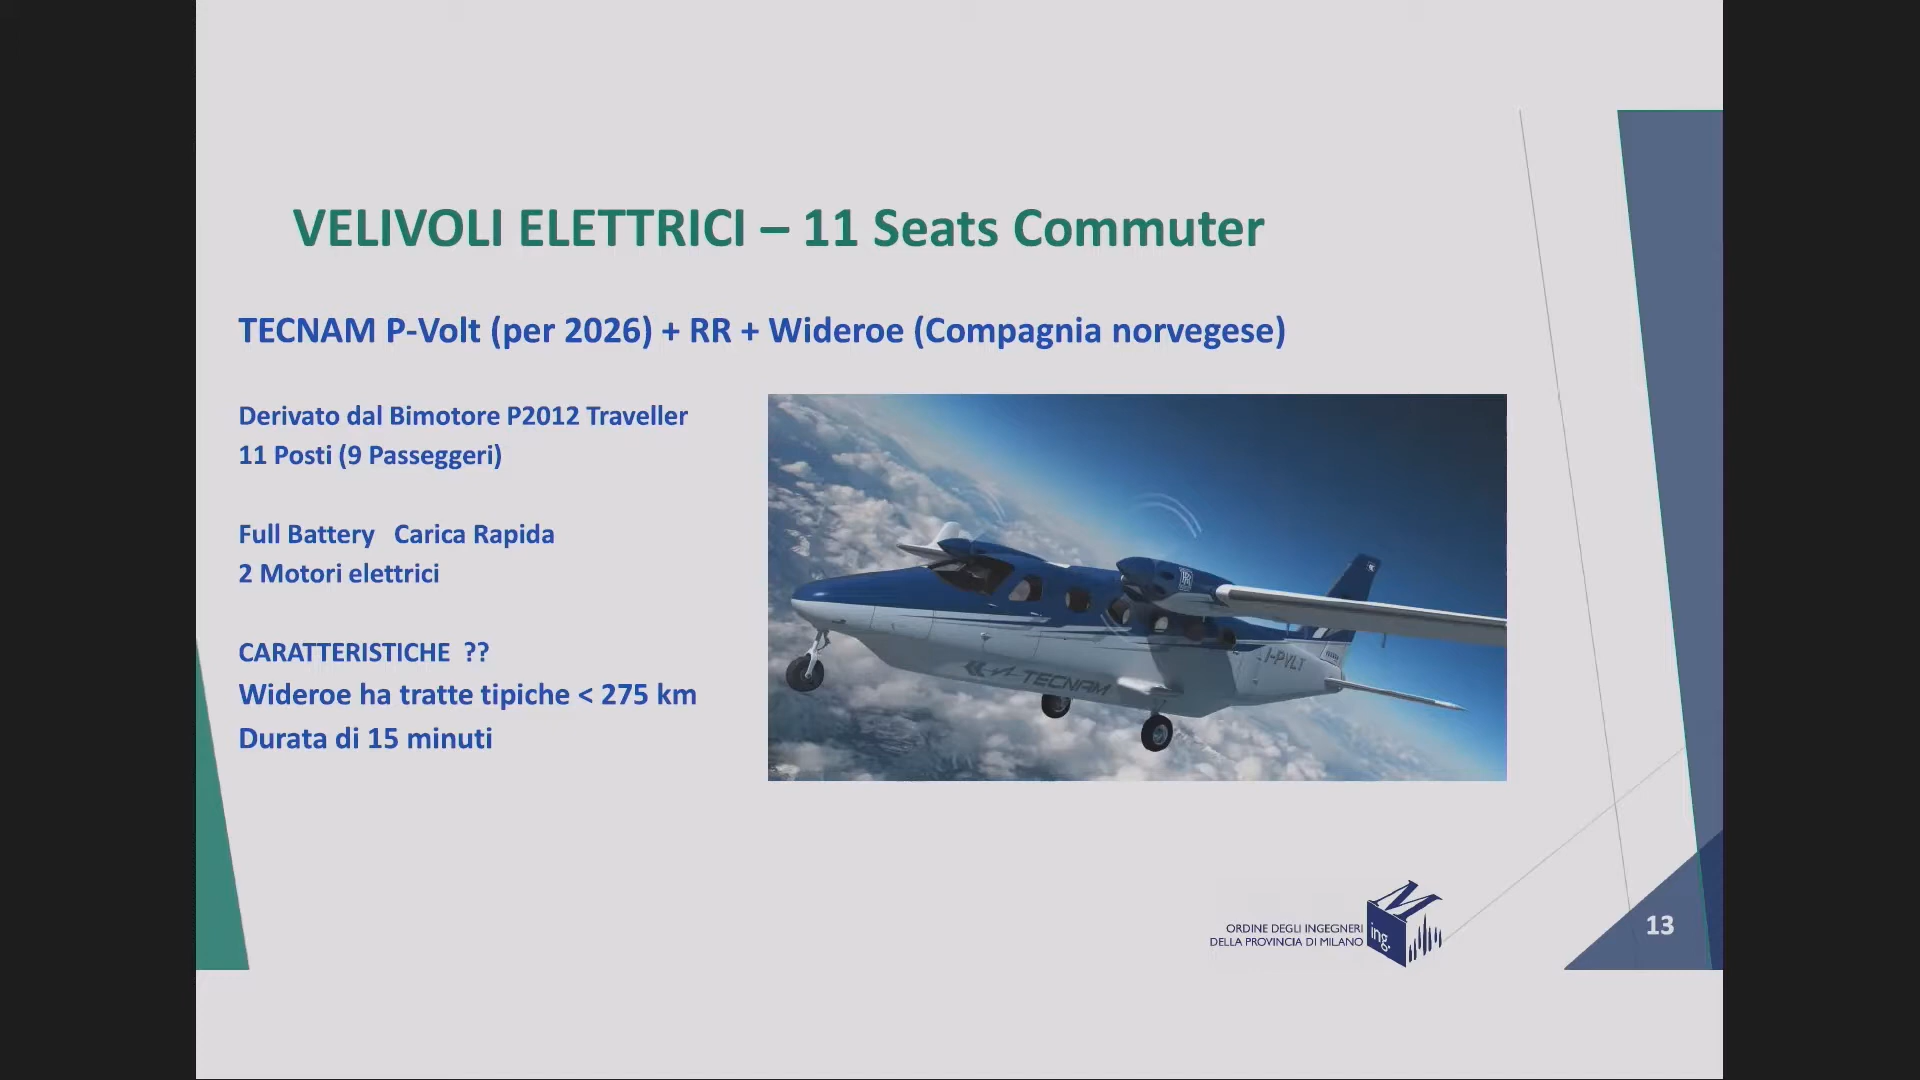 VELIVOLI ELETTRICI – 11 Seats Commuter
TECNAM P-Volt (per 2026) + RR + Wideroe (Compagnia norvegese)
Derivato dal Bimotore P2012 Traveller
11 Posti (9 Passeggeri)
Full Battery   Carica Rapida
2 Motori elettrici
CARATTERISTICHE  ??
Wideroe ha tratte tipiche < 275 km
Durata di 15 minuti
TECNAM
I-PVLT
ORDINE DEGLI INGEGNERI
DELLA PROVINCIA DI MILANO
ing.
13